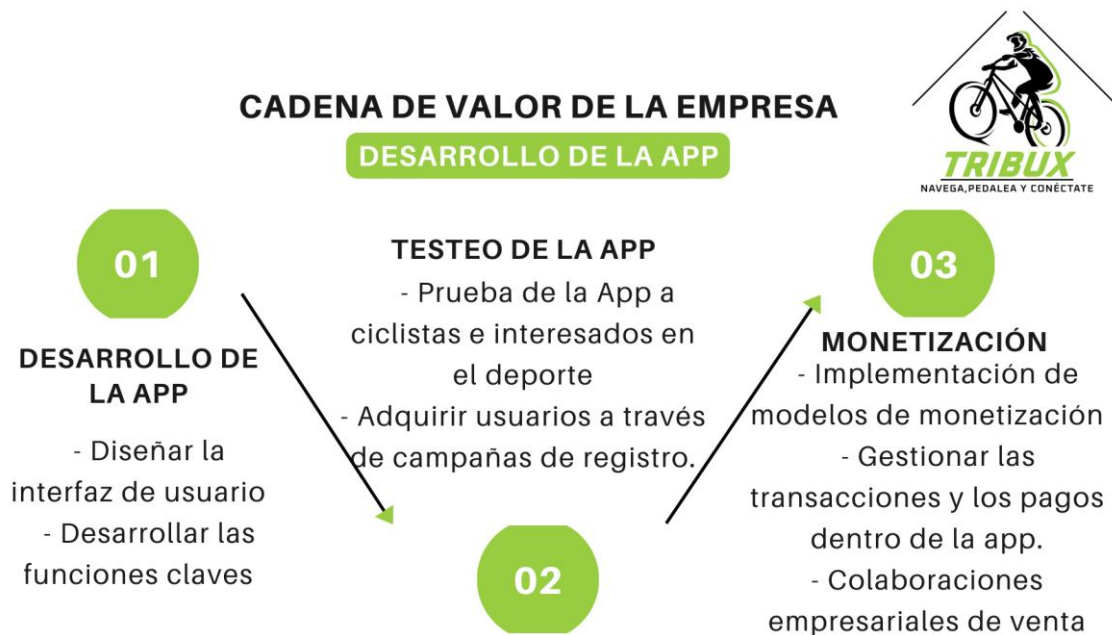 CADENA DE VALOR DE LA EMPRESA
DESARROLLO DE LA APP
TRIBUX
NAVEGA,PEDALEA Y CONÉCTATE
01
DESARROLLO DE
LA APP
- Diseñar la
interfaz de usuario
- Desarrollar las
funciones claves
TESTEO DE LA APP
- Prueba de la App a
ciclistas e interesados en
el deporte
- Adquirir usuarios a través
de campañas de registro.
02
03
MONETIZACIÓN
- Implementación de
modelos de monetización
- Gestionar las
transacciones y los pagos
dentro de la app.
- Colaboraciones
empresariales de venta